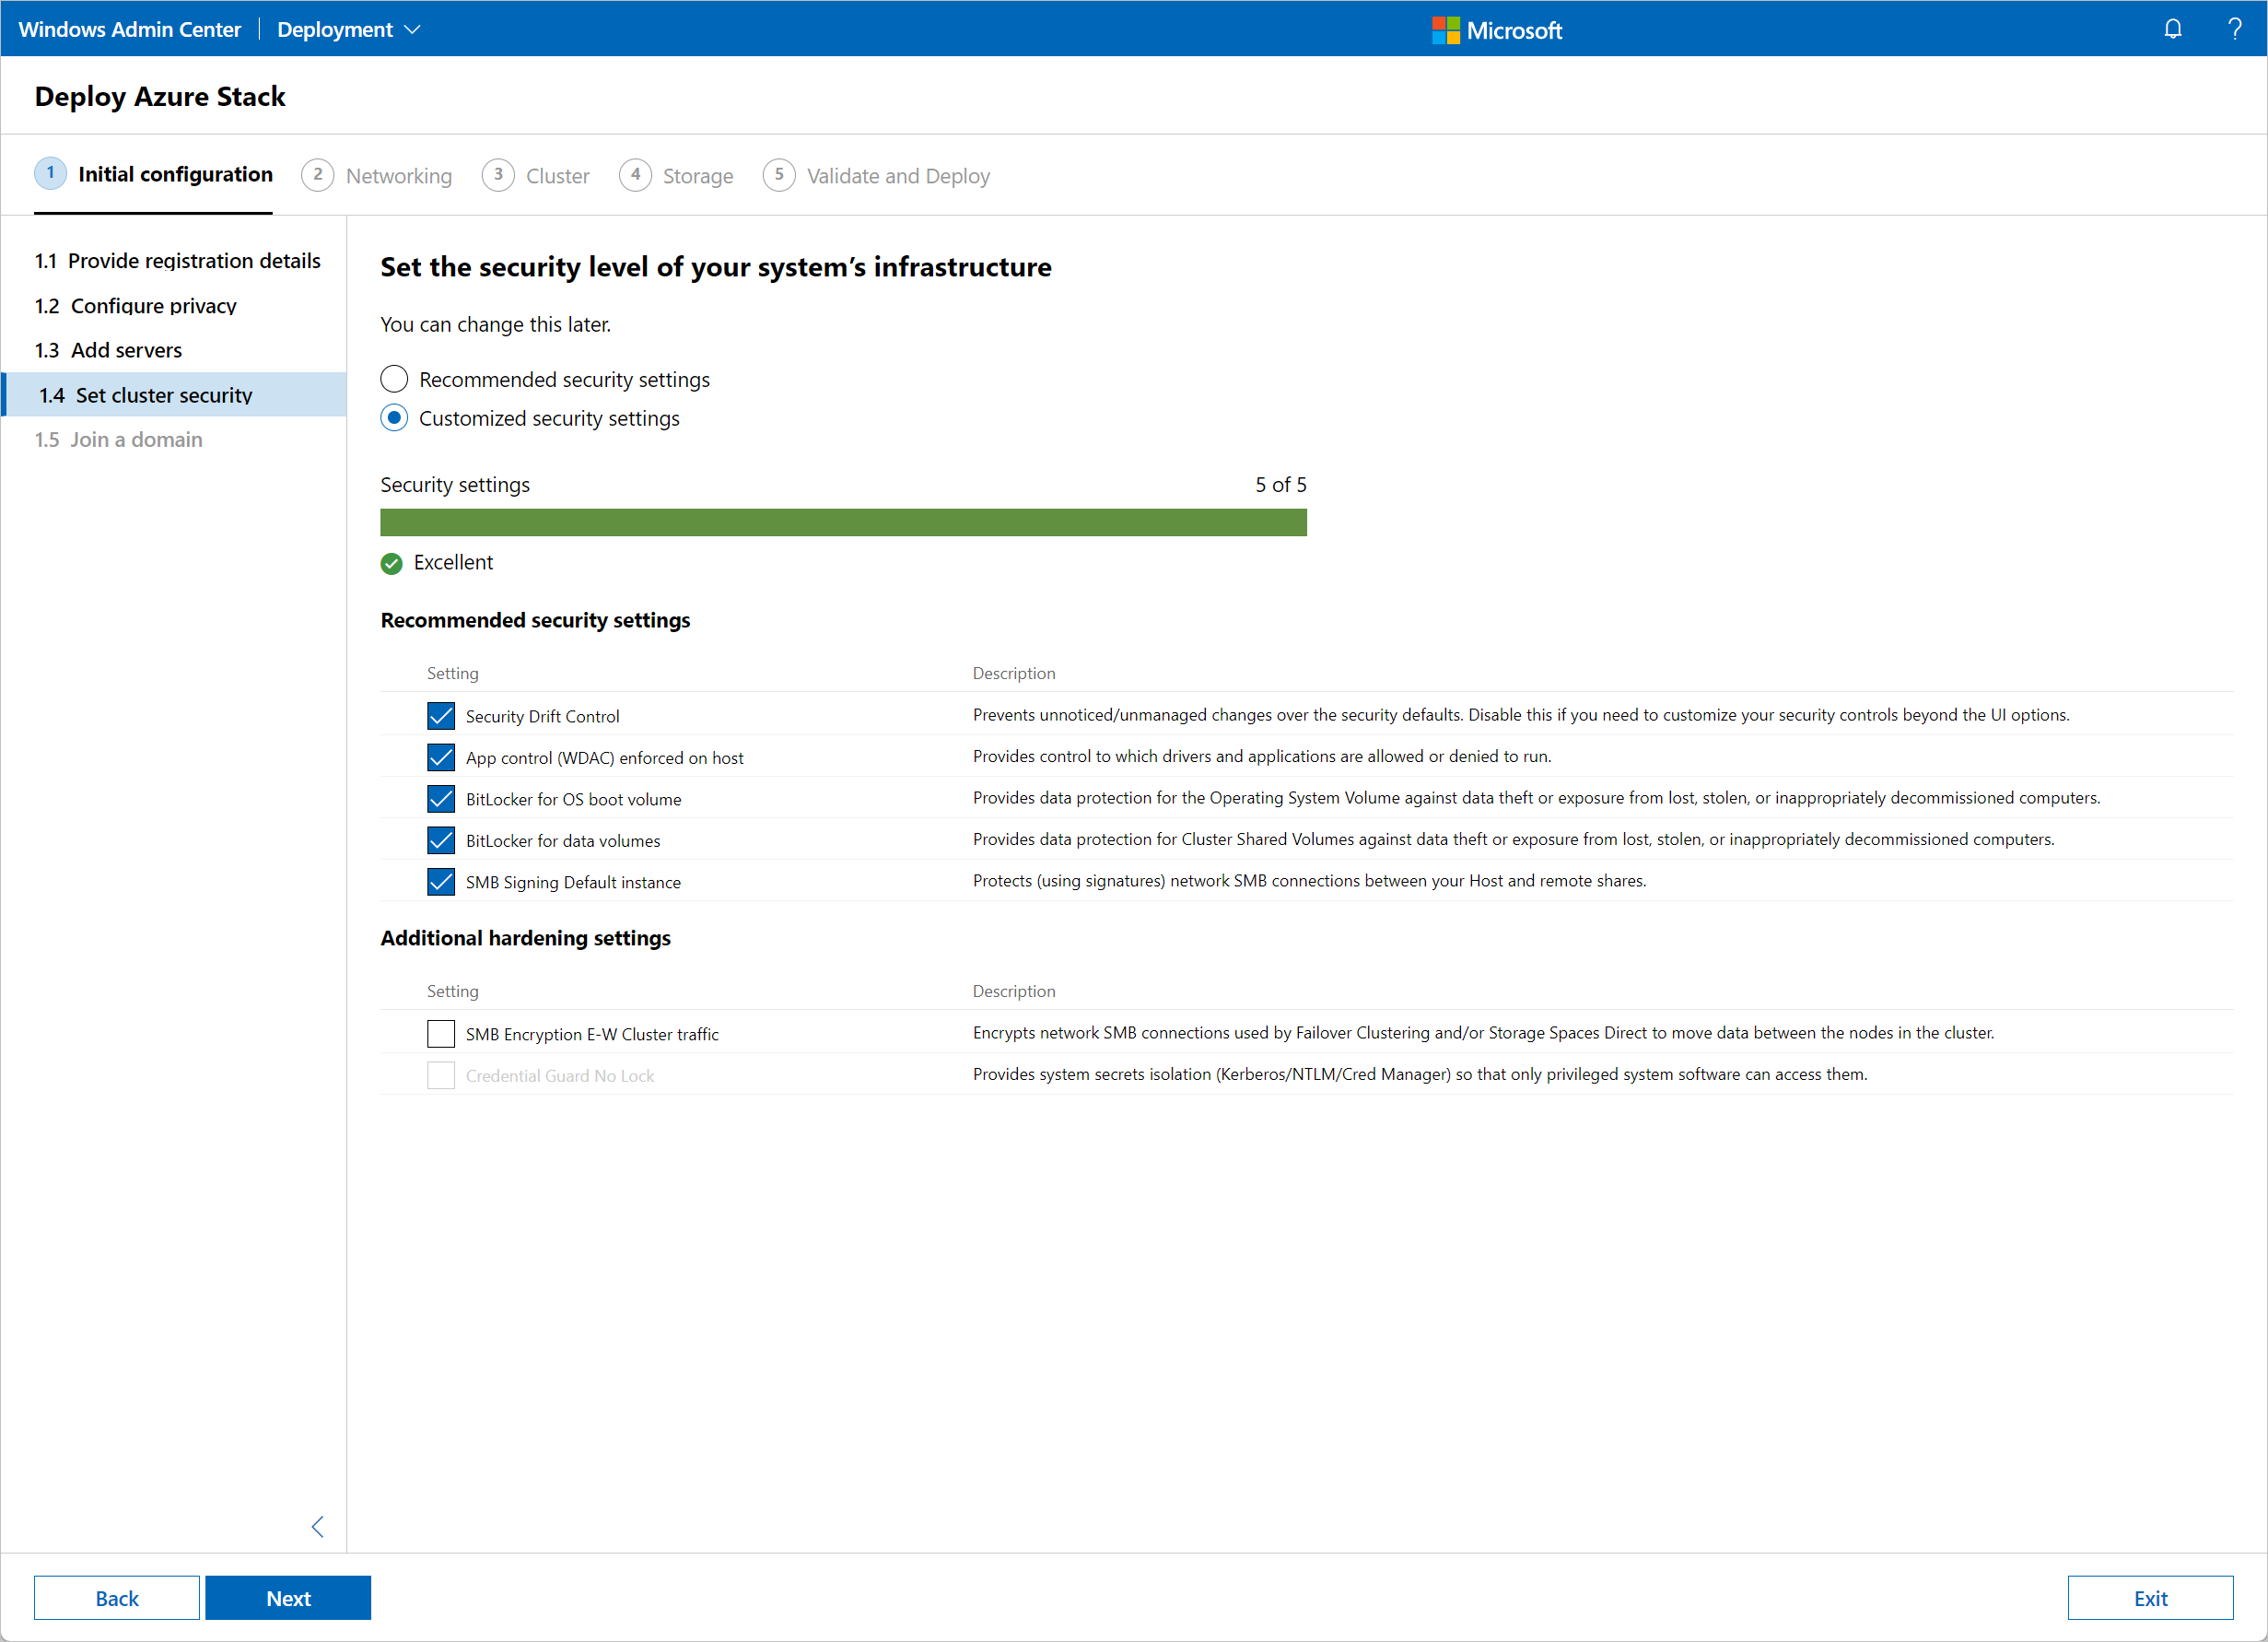 Windows Admin Center Deployment Microsoft ?
Deploy Azure Stack
1 Initial configuration 2 Networking 3 Cluster 4 Storage 5 Validate and Deploy
1.1 Provide registration details
1.2 Configure privacy
1.3 Add servers
1.4 Set cluster security
1.5 Join a domain
Set the security level of your system’s infrastructure
You can change this later.
Recommended security settings
Customized security settings
Security settings 5 of 5
Excellent
Recommended security settings
Setting Description
Security Drift Control Prevents unnoticed/unmanaged changes over the security defaults. Disable this if you need to customize your security controls beyond the UI options.
App control (WDAC) enforced on host Provides control to which drivers and applications are allowed or denied to run.
BitLocker for OS boot volume Provides data protection for the Operating System Volume against data theft or exposure from lost, stolen, or inappropriately decommissioned computers.
BitLocker for data volumes Provides data protection for Cluster Shared Volumes against data theft or exposure from lost, stolen, or inappropriately decommissioned computers.
SMB Signing Default instance Protects (using signatures) network SMB connections between your Host and remote shares.
Additional hardening settings
Setting Description
SMB Encryption E-W Cluster traffic Encrypts network SMB connections used by Failover Clustering and/or Storage Spaces Direct to move data between the nodes in the cluster.
Credential Guard No Lock Provides system secrets isolation (Kerberos/NTLM/Cred Manager) so that only privileged system software can access them.
Back Next Exit